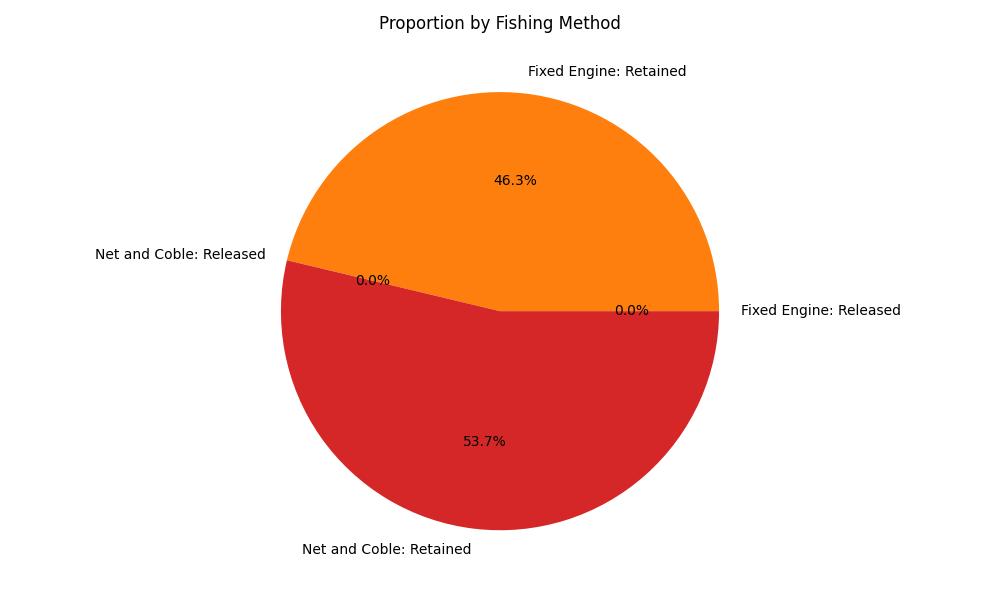 Proportion by Fishing Method
Fixed Engine: Retained
46.3%
Net and Coble: Released
0.0%
0.0%
Fixed Engine: Released
53.7%
Net and Coble: Retained